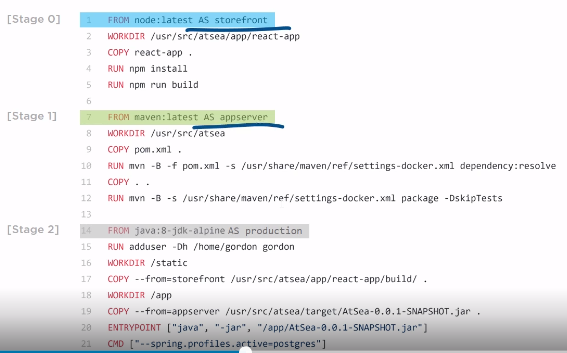 [Stage 0] 1 FROM node:latest AS storefront
2 WORKDIR /usr/src/atsea/app/react-app
3 COPY react-app .
4 RUN npm install
5 RUN npm run build
6
[Stage 1] 7 FROM maven:latest AS appserver
8 WORKDIR /usr/src/atsea
9 COPY pom.xml .
10 RUN mvn -B -f pom.xml -s /usr/share/maven/ref/settings-docker.xml dependency:resolve
11 COPY . .
12 RUN mvn -B -s /usr/share/maven/ref/settings-docker.xml package -DskipTests
13
[Stage 2] 14 FROM java:8-jdk-alpine AS production
15 RUN adduser -Dh /home/gordon gordon
16 WORKDIR /static
17 COPY --from=storefront /usr/src/atsea/app/react-app/build/ .
18 WORKDIR /app
19 COPY --from=appserver /usr/src/atsea/target/AtSea-0.0.1-SNAPSHOT.jar .
20 ENTRYPOINT ["java", "-jar", "/app/AtSea-0.0.1-SNAPSHOT.jar"]
21 CMD ["--spring.profiles.active=postgres"]